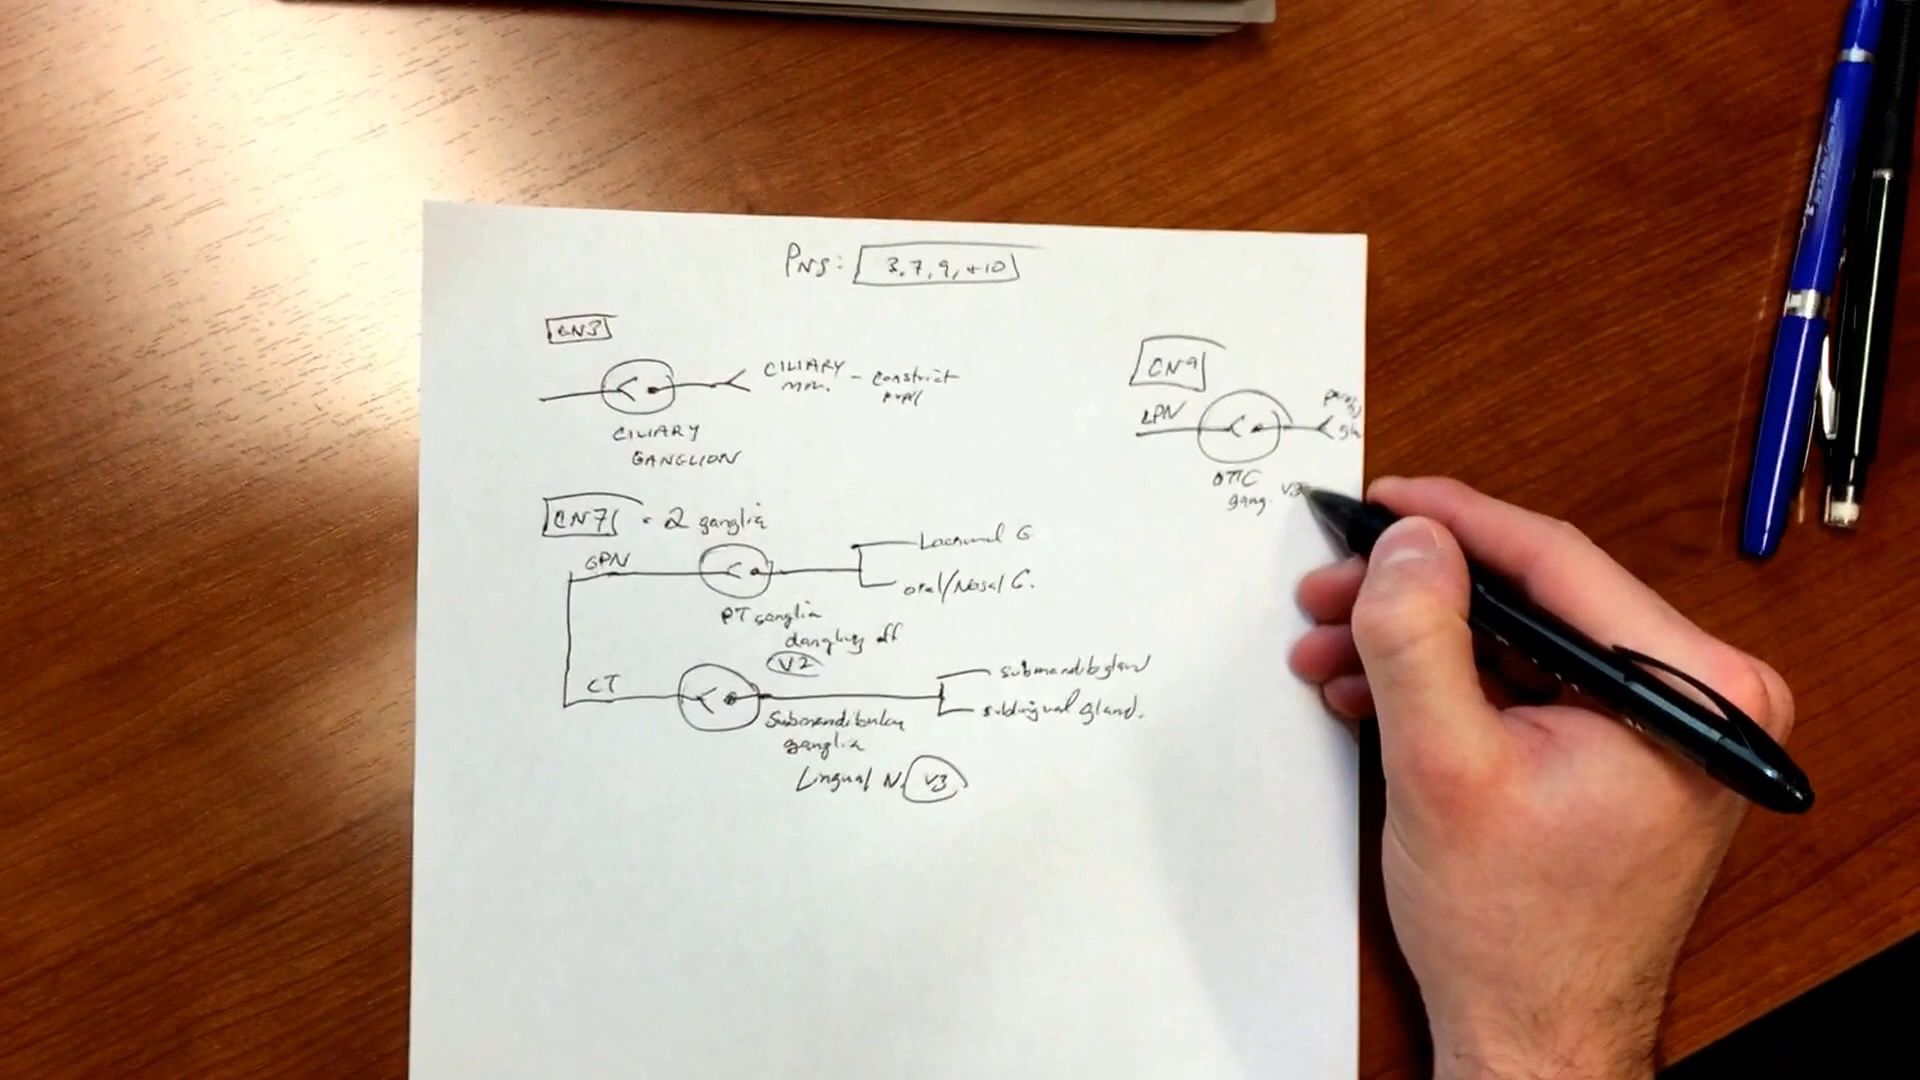 PNS: 3, 7, 9, +10
CN3
CILIARY
mm. - constrict
pupil
CILIARY
GANGLION
CN7 - 2 ganglia
GPN
Lacrimal G
oral/Nasal G.
PT ganglia
dangling off
V2
CT
submandib gland
sublingual gland.
Submandibular
ganglia
Lingual N. V3
CN9
LPN
OTIC
gang. V3